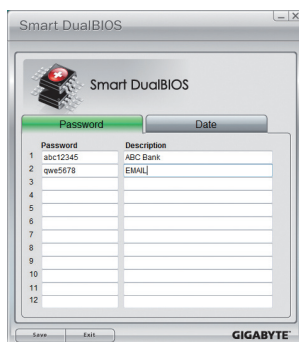 Smart DualBIOS
Smart DualBIOS
Password Date
Password Description
1 abc12345 ABC Bank
2 qwe5678 EMAIL
3
4
5
6
7
8
9
10
11
12
Save Exit GIGABYTE